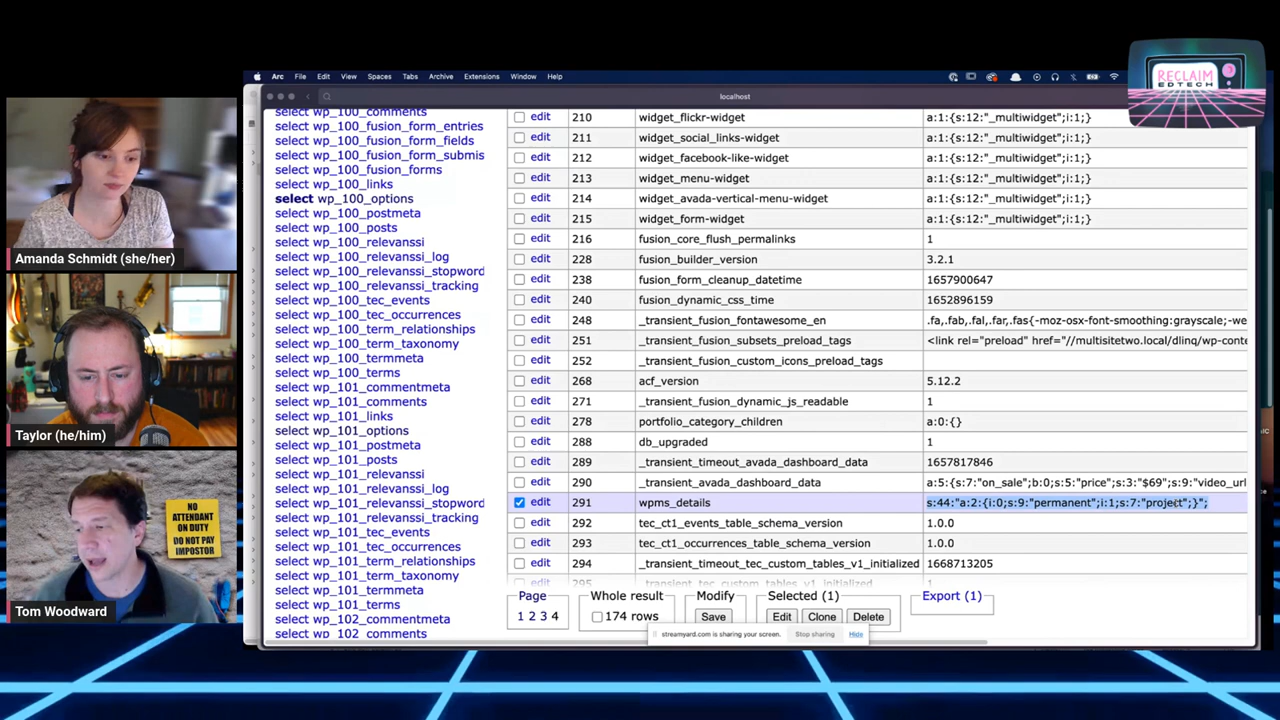 Arc File Edit View Spaces Tabs Archive Extensions Window Help
RECLAIM
EDTECH
localhost
Amanda Schmidt (she/her)
Taylor (he/him)
NO
ATTENDANT
ON DUTY
DO NOT PAY
IMPOSTOR
Tom Woodward
select wp_100_comments
select wp_100_fusion_form_entries
select wp_100_fusion_form_fields
select wp_100_fusion_form_submis
select wp_100_fusion_forms
select wp_100_links
select wp_100_options
select wp_100_postmeta
select wp_100_posts
select wp_100_relevanssi
select wp_100_relevanssi_log
select wp_100_relevanssi_stopword
select wp_100_relevanssi_tracking
select wp_100_tec_events
select wp_100_tec_occurrences
select wp_100_term_relationships
select wp_100_term_taxonomy
select wp_100_termmeta
select wp_100_terms
select wp_101_commentmeta
select wp_101_comments
select wp_101_links
select wp_101_options
select wp_101_postmeta
select wp_101_posts
select wp_101_relevanssi
select wp_101_relevanssi_log
select wp_101_relevanssi_stopword
select wp_101_relevanssi_tracking
select wp_101_tec_events
select wp_101_tec_occurrences
select wp_101_term_relationships
select wp_101_term_taxonomy
select wp_101_termmeta
select wp_101_terms
select wp_102_commentmeta
select wp_102_comments
edit 210 widget_flickr-widget a:1:{s:12:"_multiwidget";i:1;}
edit 211 widget_social_links-widget a:1:{s:12:"_multiwidget";i:1;}
edit 212 widget_facebook-like-widget a:1:{s:12:"_multiwidget";i:1;}
edit 213 widget_menu-widget a:1:{s:12:"_multiwidget";i:1;}
edit 214 widget_avada-vertical-menu-widget a:1:{s:12:"_multiwidget";i:1;}
edit 215 widget_form-widget a:1:{s:12:"_multiwidget";i:1;}
edit 216 fusion_core_flush_permalinks 1
edit 228 fusion_builder_version 3.2.1
edit 238 fusion_form_cleanup_datetime 1657900647
edit 240 fusion_dynamic_css_time 1652896159
edit 248 _transient_fusion_fontawesome_en .fa,.fab,.fal,.far,.fas{-moz-osx-font-smoothing:grayscale;-we
edit 251 _transient_fusion_subsets_preload_tags <link rel="preload" href="//multisitetwo.local/dlinq/wp-conte
edit 252 _transient_fusion_custom_icons_preload_tags
edit 268 acf_version 5.12.2
edit 271 _transient_fusion_dynamic_js_readable 1
edit 278 portfolio_category_children a:0:{}
edit 288 db_upgraded 1
edit 289 _transient_timeout_avada_dashboard_data 1657817846
edit 290 _transient_avada_dashboard_data a:5:{s:7:"on_sale";b:0;s:5:"price";s:3:"$69";s:9:"video_url
edit 291 wpms_details s:44:"a:2:{i:0;s:9:"permanent";i:1;s:7:"project";}";
edit 292 tec_ct1_events_table_schema_version 1.0.0
edit 293 tec_ct1_occurrences_table_schema_version 1.0.0
edit 294 _transient_timeout_tec_custom_tables_v1_initialized 1668713205
Page Whole result Modify Selected (1) Export (1)
1 2 3 4 174 rows Save Edit Clone Delete
streamyard.com is sharing your screen. Stop sharing Hide